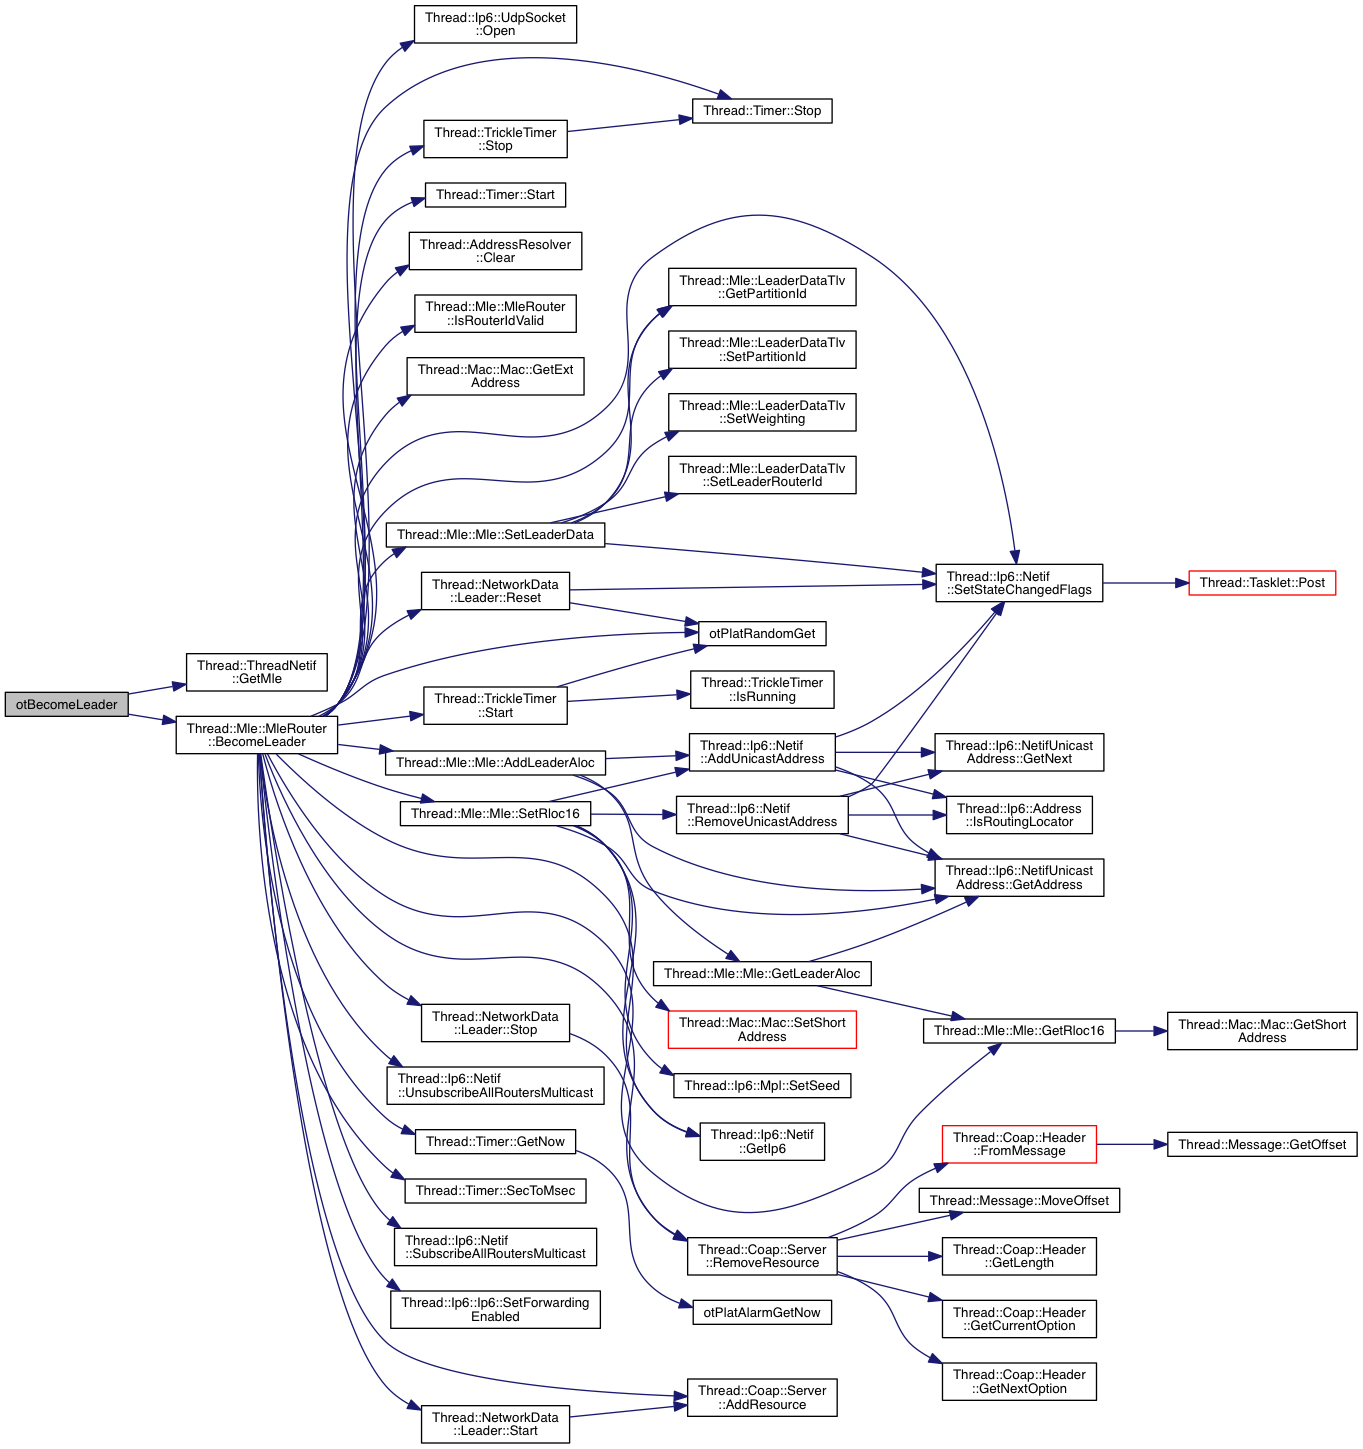 otBecomeLeader
Thread::ThreadNetif
::GetMle
Thread::Mle::MleRouter
::BecomeLeader
Thread::Ip6::UdpSocket
::Open
Thread::TrickleTimer
::Stop
Thread::Timer::Start
Thread::AddressResolver
::Clear
Thread::Mle::MleRouter
::IsRouterIdValid
Thread::Mac::Mac::GetExt
Address
Thread::Mle::Mle::SetLeaderData
Thread::NetworkData
::Leader::Reset
Thread::TrickleTimer
::Start
Thread::Mle::Mle::AddLeaderAloc
Thread::Mle::Mle::SetRloc16
Thread::NetworkData
::Leader::Stop
Thread::Ip6::Netif
::UnsubscribeAllRoutersMulticast
Thread::Timer::GetNow
Thread::Timer::SecToMsec
Thread::Ip6::Netif
::SubscribeAllRoutersMulticast
Thread::Ip6::Ip6::SetForwarding
Enabled
Thread::NetworkData
::Leader::Start
Thread::Timer::Stop
Thread::Mle::LeaderDataTlv
::GetPartitionId
Thread::Mle::LeaderDataTlv
::SetPartitionId
Thread::Mle::LeaderDataTlv
::SetWeighting
Thread::Mle::LeaderDataTlv
::SetLeaderRouterId
otPlatRandomGet
Thread::TrickleTimer
::IsRunning
Thread::Ip6::Netif
::AddUnicastAddress
Thread::Ip6::Netif
::RemoveUnicastAddress
Thread::Mle::Mle::GetLeaderAloc
Thread::Mac::Mac::SetShort
Address
Thread::Ip6::Mpl::SetSeed
Thread::Ip6::Netif
::GetIp6
Thread::Coap::Server
::RemoveResource
otPlatAlarmGetNow
Thread::Coap::Server
::AddResource
Thread::Ip6::Netif
::SetStateChangedFlags
Thread::Ip6::NetifUnicast
Address::GetNext
Thread::Ip6::Address
::IsRoutingLocator
Thread::Ip6::NetifUnicast
Address::GetAddress
Thread::Mle::Mle::GetRloc16
Thread::Coap::Header
::FromMessage
Thread::Message::MoveOffset
Thread::Coap::Header
::GetLength
Thread::Coap::Header
::GetCurrentOption
Thread::Coap::Header
::GetNextOption
Thread::Tasklet::Post
Thread::Mac::Mac::GetShort
Address
Thread::Message::GetOffset